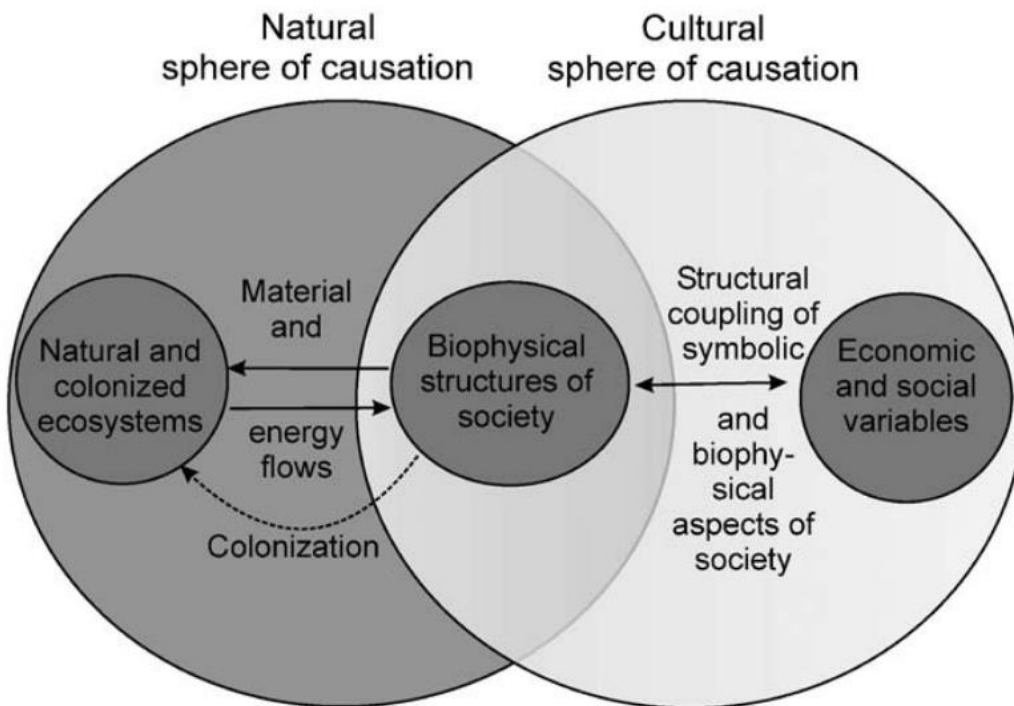 Natural
sphere of causation
Cultural
sphere of causation
Natural and
colonized
ecosystems
Material
and
energy
flows
Colonization
Biophysical
structures of
society
Structural
coupling of
symbolic
and
biophy-
sical
aspects of
society
Economic
and social
variables